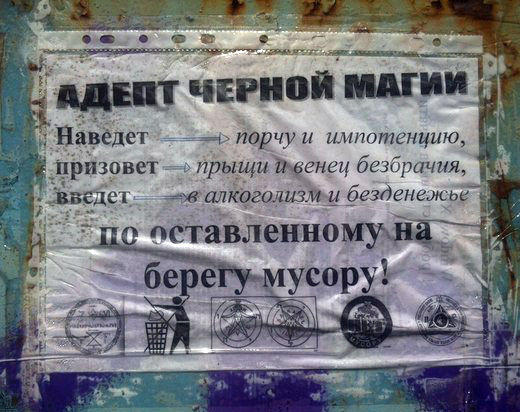 АДЕПТ ЧЕРНОЙ МАГИИ
Наведет порчу и импотенцию,
призовет прыщи и венец безбрачия,
введет в алкоголизм и безденежье
по оставленному на
берегу мусору!